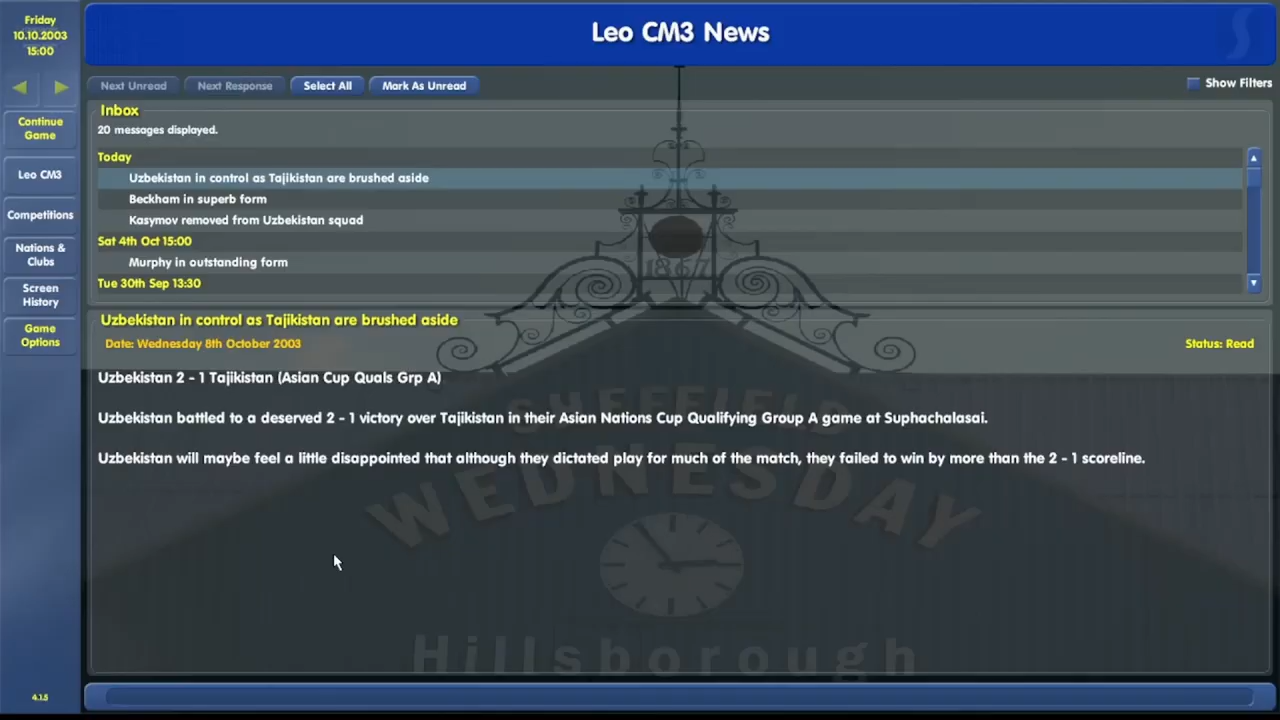 Friday
10.10.2003
15:00
Leo CM3 News
Next Unread
Next Response
Select All
Mark As Unread
Show Filters
Continue
Game
Leo CM3
Competitions
Nations &
Clubs
Screen
History
Game
Options
4.1.5
Inbox
20 messages displayed.
Today
Uzbekistan in control as Tajikistan are brushed aside
Beckham in superb form
Kasymov removed from Uzbekistan squad
Sat 4th Oct 15:00
Murphy in outstanding form
Tue 30th Sep 13:30
1867
Uzbekistan in control as Tajikistan are brushed aside
Date: Wednesday 8th October 2003
Status: Read
Uzbekistan 2 - 1 Tajikistan (Asian Cup Quals Grp A)
Uzbekistan battled to a deserved 2 - 1 victory over Tajikistan in their Asian Nations Cup Qualifying Group A game at Suphachalasai.
Uzbekistan will maybe feel a little disappointed that although they dictated play for much of the match, they failed to win by more than the 2 - 1 scoreline.
SHEFFIELD
WEDNESDAY
Hillsborough